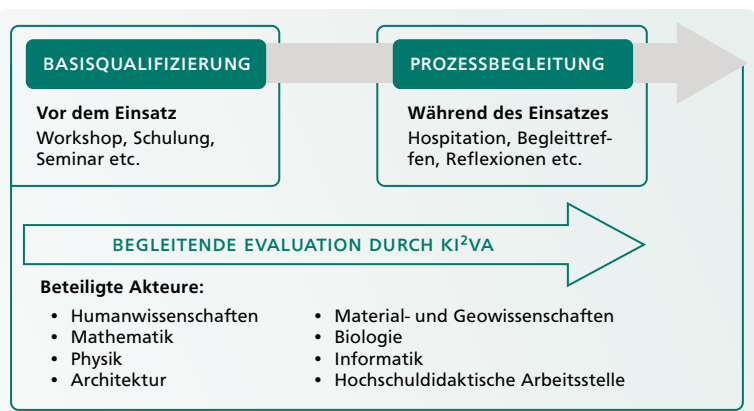 BASISQUALIFIZIERUNG
Vor dem Einsatz
Workshop, Schulung,
Seminar etc.
PROZESSBEGLEITUNG
Während des Einsatzes
Hospitation, Begleittref-
fen, Reflexionen etc.
BEGLEITENDE EVALUATION DURCH KI²VA
Beteiligte Akteure:
• Humanwissenschaften
• Mathematik
• Physik
• Architektur
• Material- und Geowissenschaften
• Biologie
• Informatik
• Hochschuldidaktische Arbeitsstelle